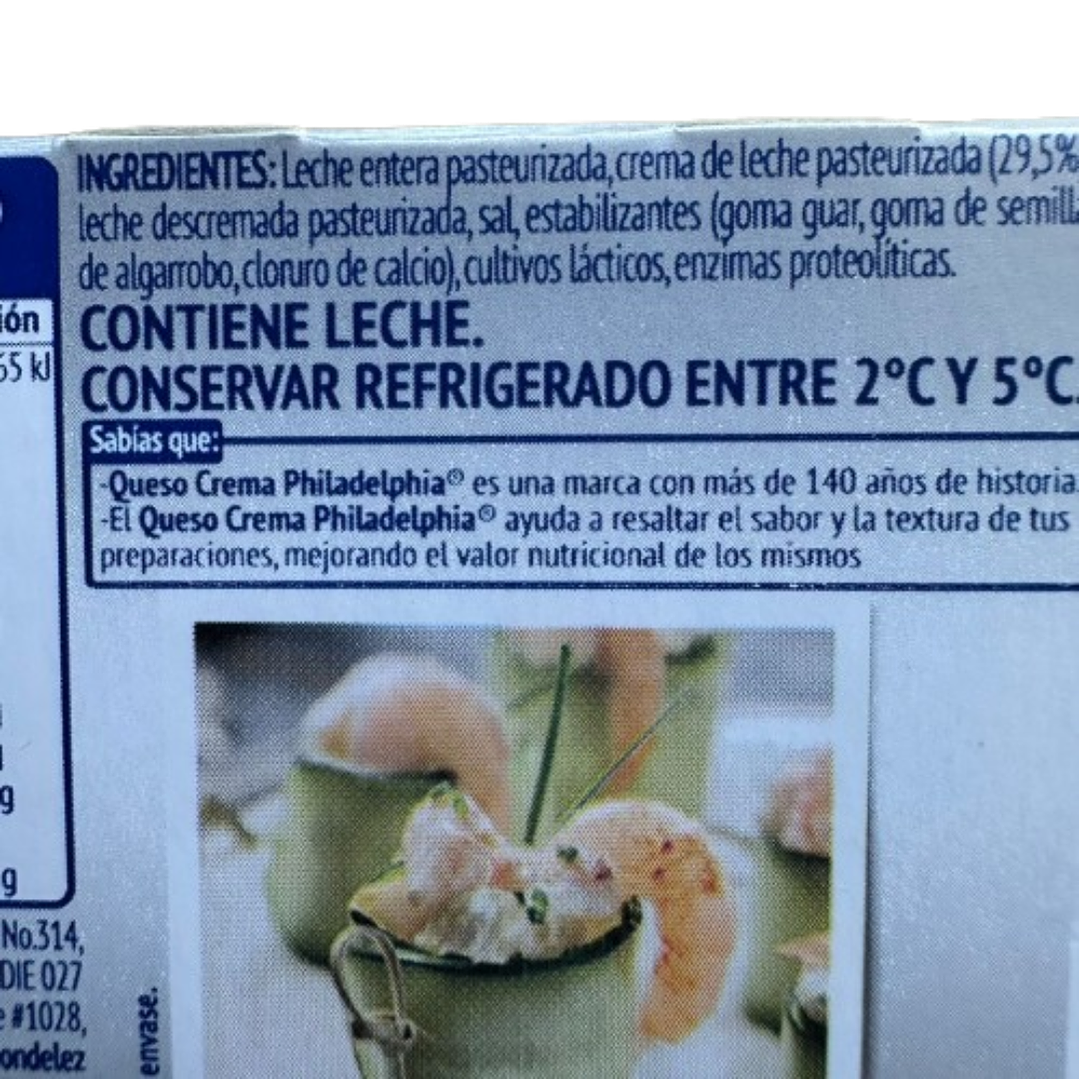 INGREDIENTES: Leche entera pasteurizada, crema de leche pasteurizada (29,5%
leche descremada pasteurizada, sal, estabilizantes (goma guar, goma de semill
de algarrobo, cloruro de calcio), cultivos lácticos, enzimas proteolíticas.
CONTIENE LECHE.
CONSERVAR REFRIGERADO ENTRE 2°C Y 5°C.
Sabías que:
-Queso Crema Philadelphia® es una marca con más de 140 años de historia.
-El Queso Crema Philadelphia® ayuda a resaltar el sabor y la textura de tus
preparaciones, mejorando el valor nutricional de los mismos
ión
65 kJ
g
g
No.314,
DIE 027
e #1028,
ondelez
envase.